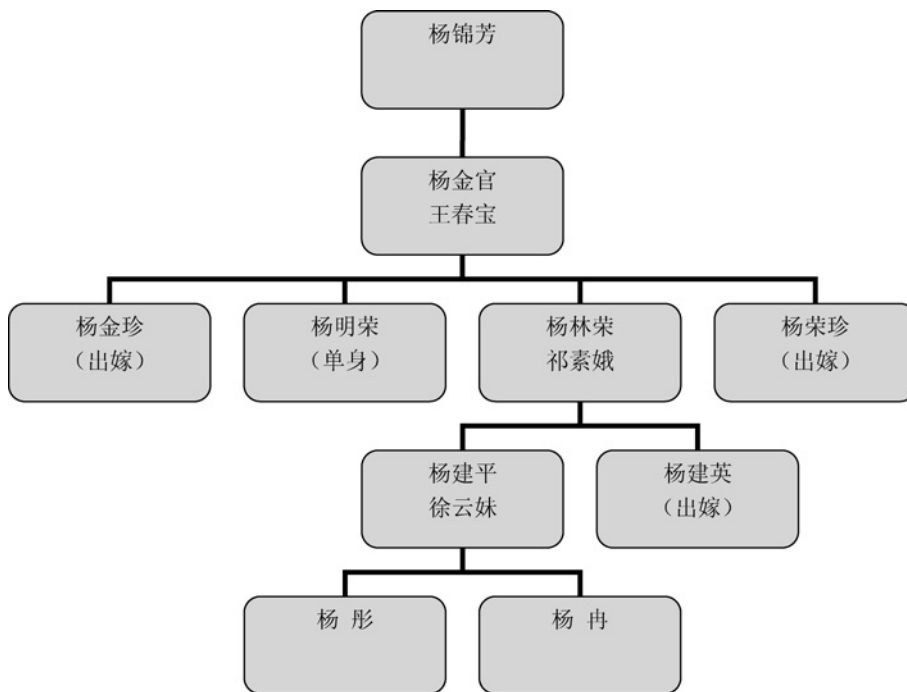 杨锦芳
杨金官
王春宝
杨金珍
（出嫁）
杨明荣
（单身）
杨林荣
祁素娥
杨荣珍
（出嫁）
杨建平
徐云妹
杨建英
（出嫁）
杨 彤
杨 冉